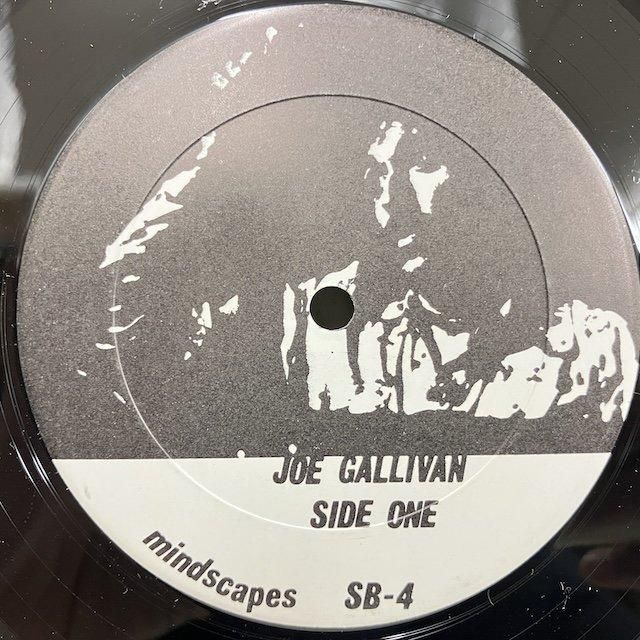 JOE GALLIVAN
SIDE ONE
mindscapes SB-4